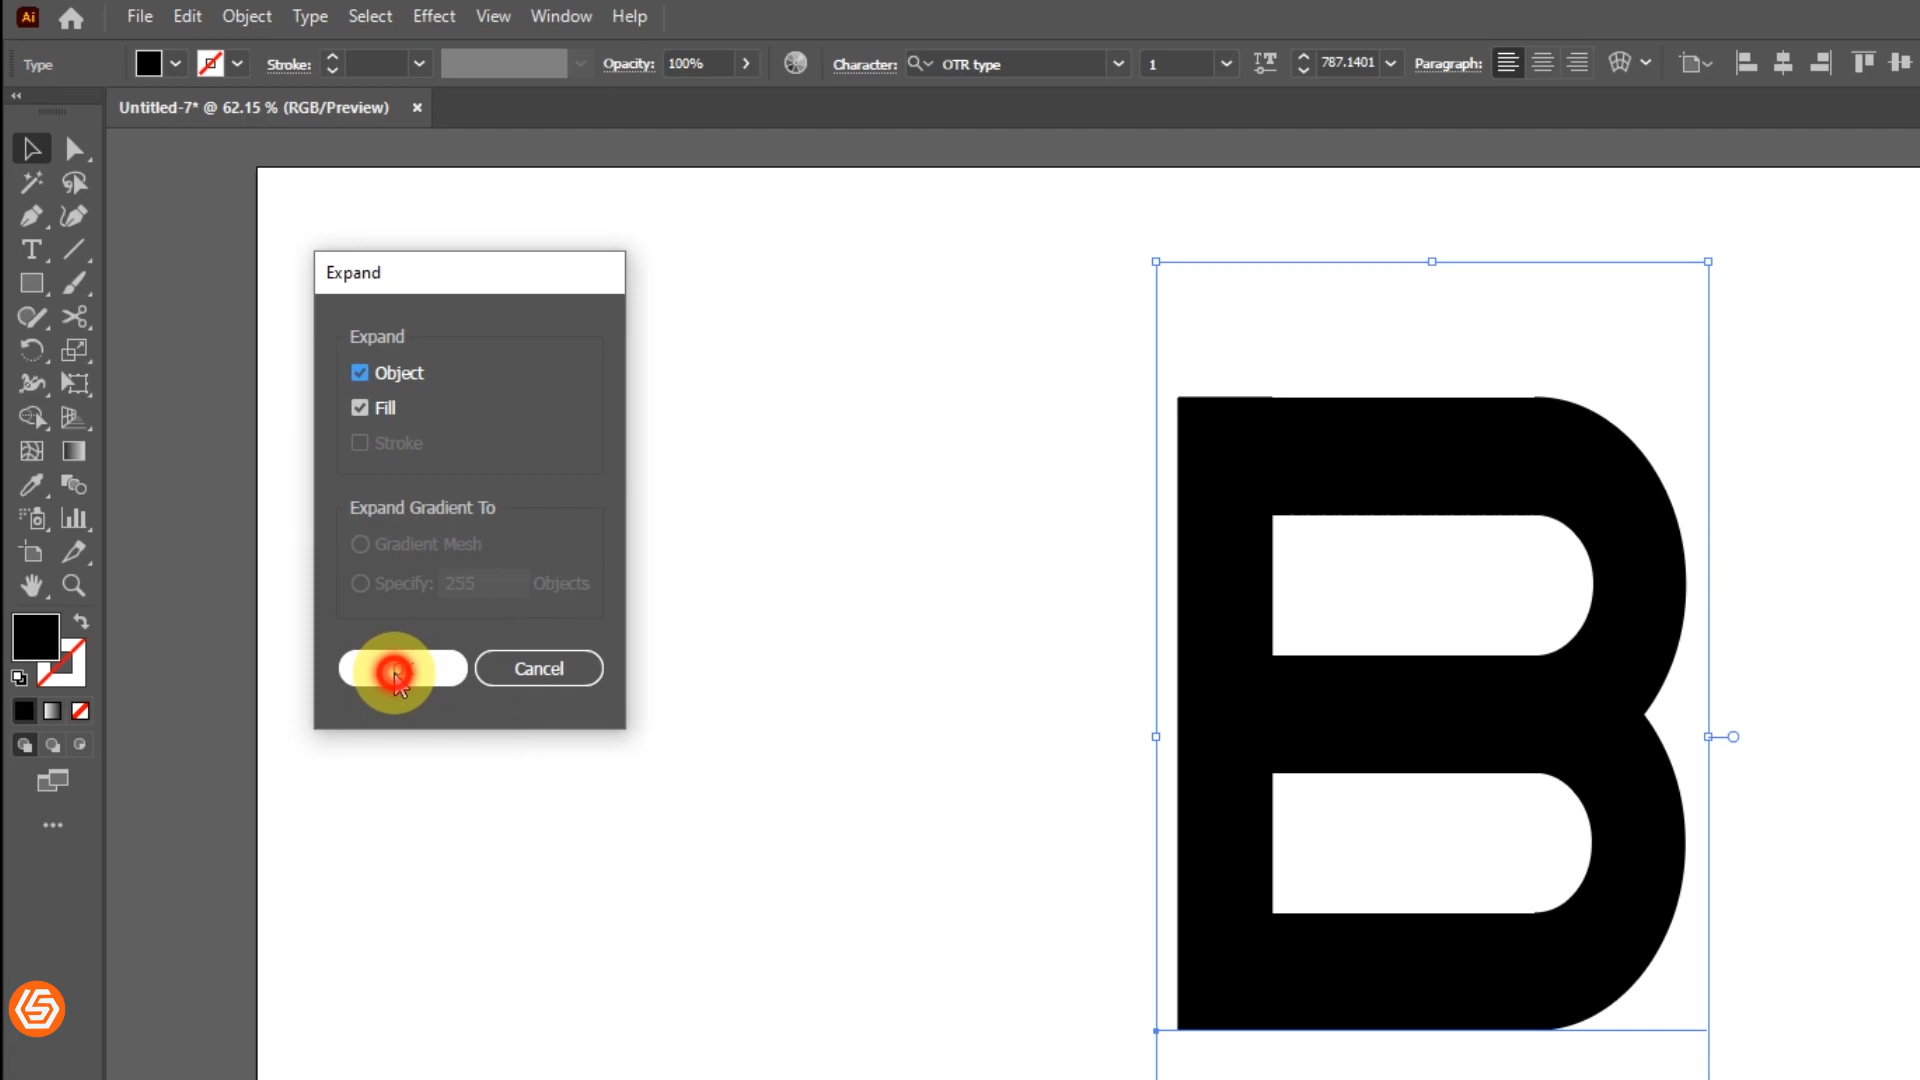 Ai File Edit Object Type Select Effect View Window Help
Type Stroke: Opacity: 100% Character: OTR type 1 787.1401 Paragraph:
Untitled-7* @ 62.15 % (RGB/Preview) ×
Expand
Expand
Object
Fill
Stroke
Expand Gradient To
Gradient Mesh
Specify: 255 Objects
Cancel
B